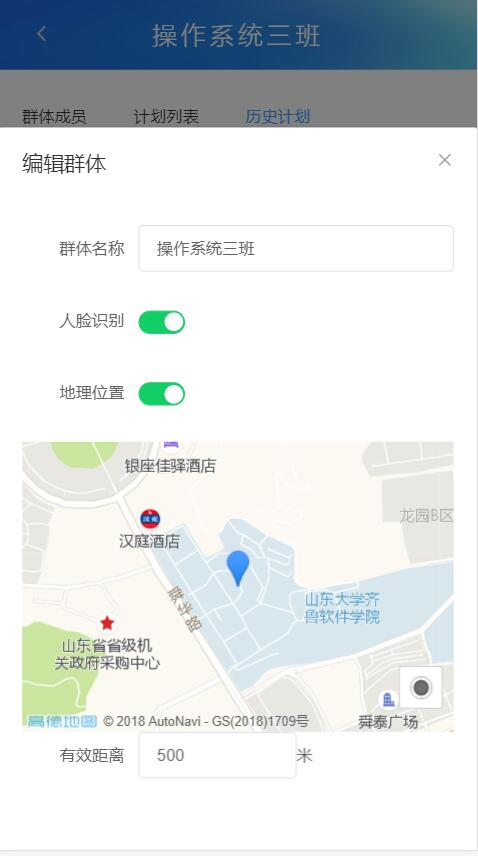 操作系统三班
群体成员 计划列表 历史计划
编辑群体
群体名称 操作系统三班
人脸识别
地理位置
银座佳驿酒店
龙园B区
汉庭
汉庭酒店
舜华路
山东大学齐
鲁软件学院
山东省省级机
关政府采购中心
舜泰广场
高德地图 © 2018 AutoNavi - GS(2018)1709号
有效距离 500 米